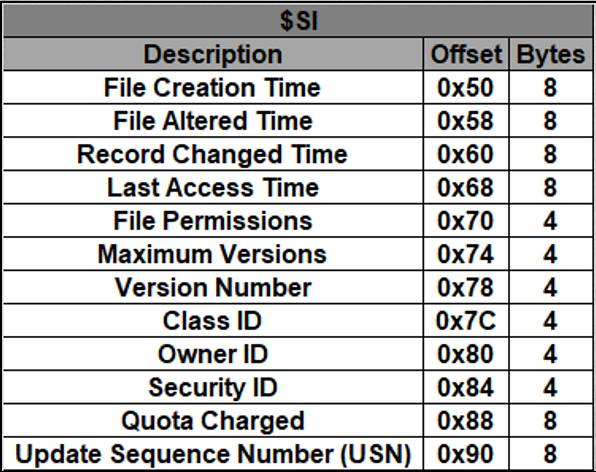 $SI
Description Offset Bytes
File Creation Time 0x50 8
File Altered Time 0x58 8
Record Changed Time 0x60 8
Last Access Time 0x68 8
File Permissions 0x70 4
Maximum Versions 0x74 4
Version Number 0x78 4
Class ID 0x7C 4
Owner ID 0x80 4
Security ID 0x84 4
Quota Charged 0x88 8
Update Sequence Number (USN) 0x90 8